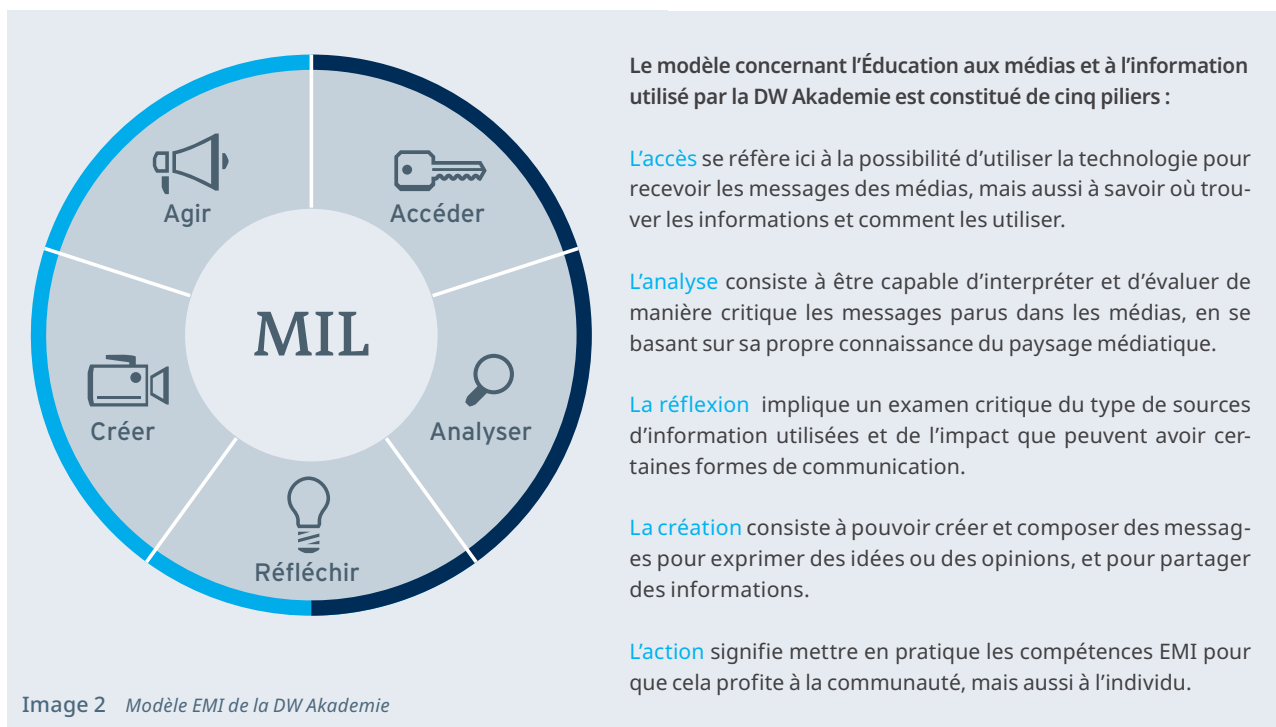 Agir
Accéder
MIL
Créer
Analyser
Réfléchir
Image 2 Modèle EMI de la DW Akademie
Le modèle concernant l’Éducation aux médias et à l’information
utilisé par la DW Akademie est constitué de cinq piliers :
L’accès se réfère ici à la possibilité d’utiliser la technologie pour
recevoir les messages des médias, mais aussi à savoir où trou-
ver les informations et comment les utiliser.
L’analyse consiste à être capable d’interpréter et d’évaluer de
manière critique les messages parus dans les médias, en se
basant sur sa propre connaissance du paysage médiatique.
La réflexion implique un examen critique du type de sources
d’information utilisées et de l’impact que peuvent avoir cer-
taines formes de communication.
La création consiste à pouvoir créer et composer des messag-
es pour exprimer des idées ou des opinions, et pour partager
des informations.
L’action signifie mettre en pratique les compétences EMI pour
que cela profite à la communauté, mais aussi à l’individu.